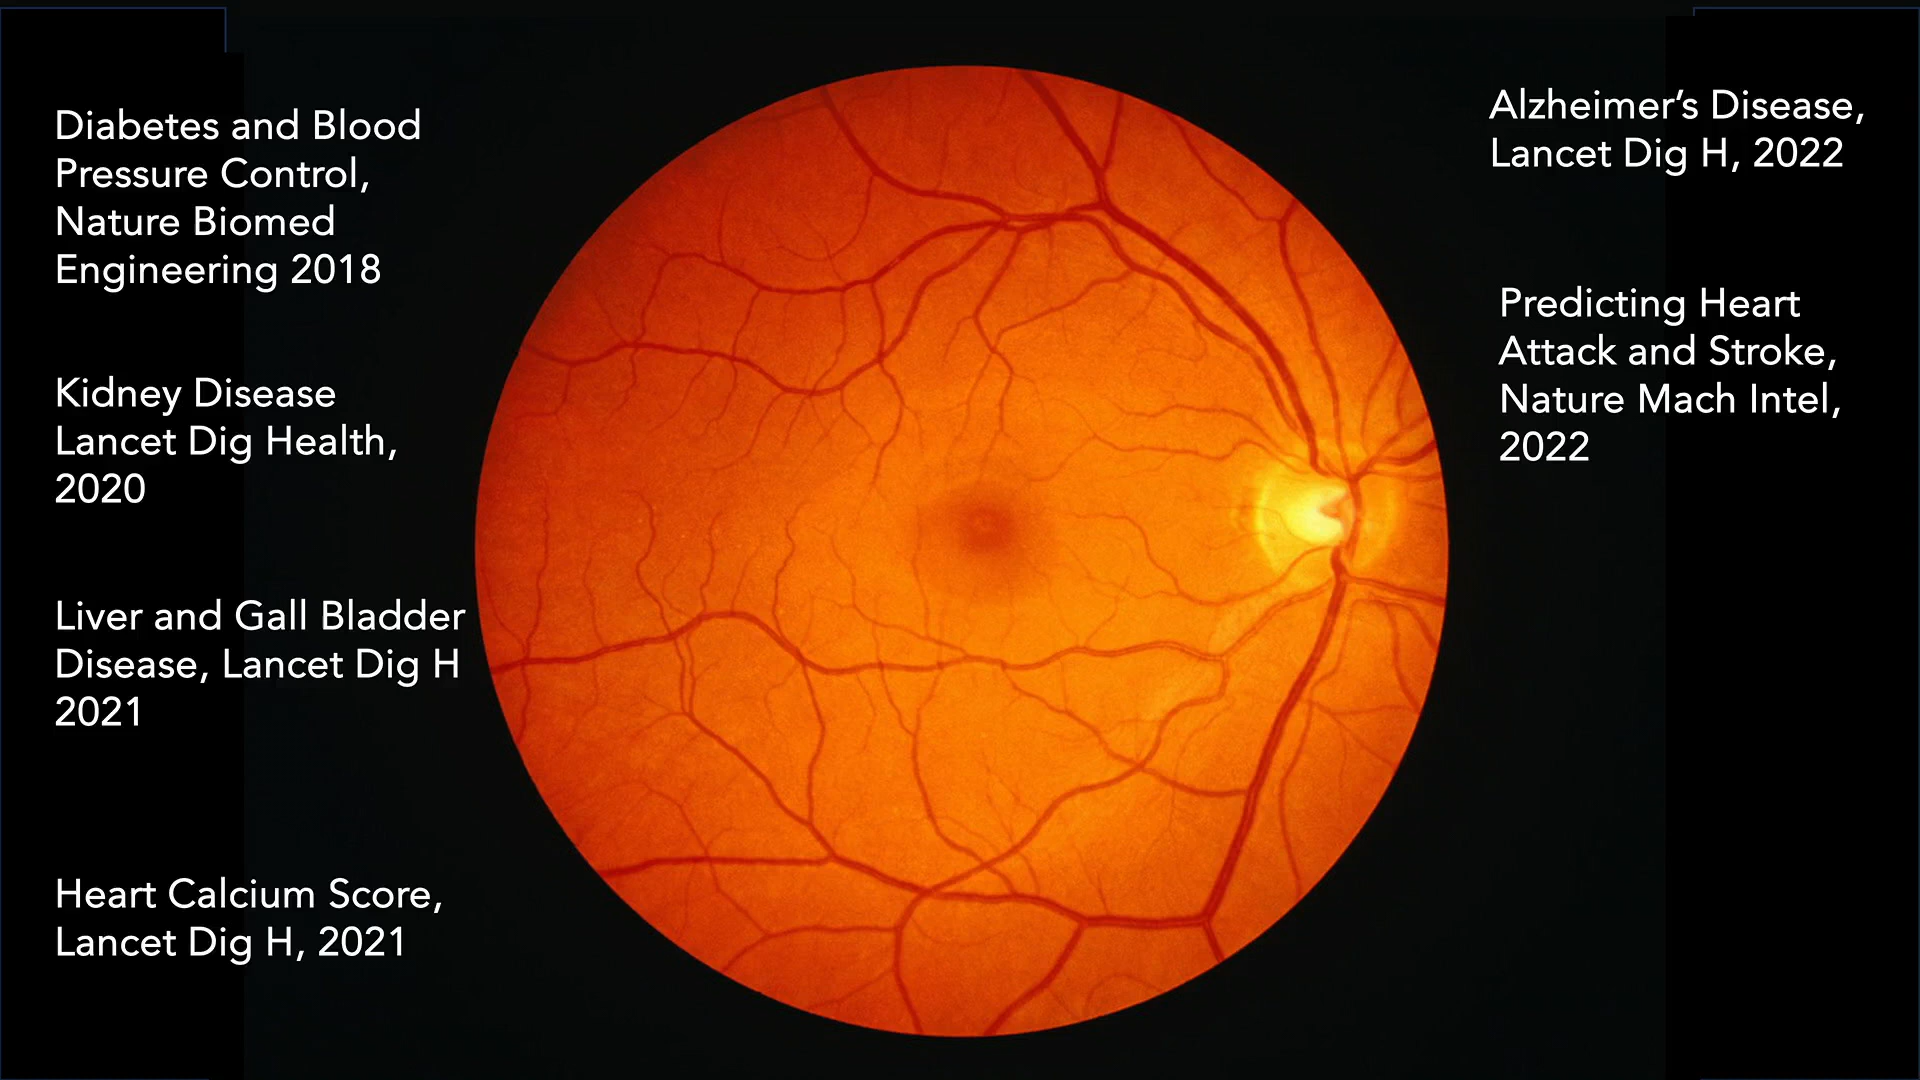 Diabetes and Blood
Pressure Control,
Nature Biomed
Engineering 2018
Kidney Disease
Lancet Dig Health,
2020
Liver and Gall Bladder
Disease, Lancet Dig H
2021
Heart Calcium Score,
Lancet Dig H, 2021
Alzheimer’s Disease,
Lancet Dig H, 2022
Predicting Heart
Attack and Stroke,
Nature Mach Intel,
2022